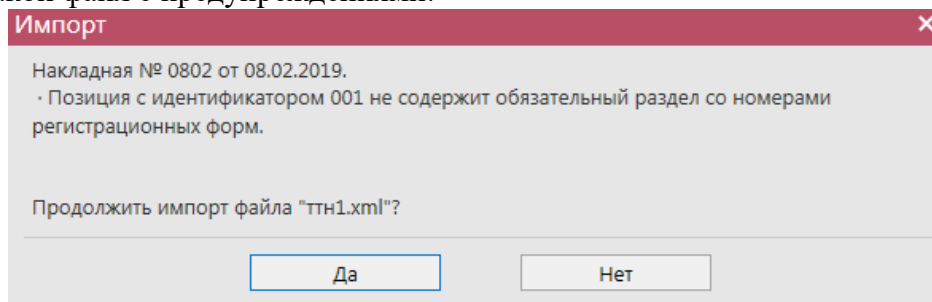 Импорт
Накладная № 0802 от 08.02.2019.
· Позиция с идентификатором 001 не содержит обязательный раздел со номерами
регистрационных форм.
Продолжить импорт файла "ттн1.xml"?
Да
Нет